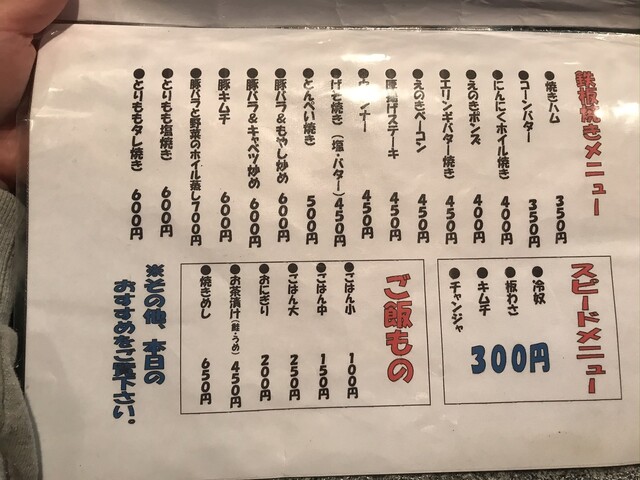 鉄板焼きメニュー
●焼きハム 350円
●コーンバター 350円
●にんにくホイル焼き 400円
●えのきポンズ 400円
●エリンギバター焼き 450円
●えのきベーコン 450円
●厚揚げステーキ 450円
●ウインナー 450円
●げそ焼き(塩・バター) 450円
●とんぺい焼き 500円
●豚バラ&もやし炒め 600円
●豚バラ&キャベツ炒め 600円
●豚キムチ 600円
●豚バラと野菜のホイル蒸し 700円
●とりもも塩焼き 600円
●とりももタレ焼き 600円
スピードメニュー
●冷奴
●板わさ
●キムチ
●チャンジャ
300円
ご飯もの
●ごはん小 100円
●ごはん中 150円
●ごはん大 250円
●おにぎり 200円
●お茶漬け(鮭・うめ) 450円
●焼きめし 650円
※その他、本日の
おすすめをご覧下さい。